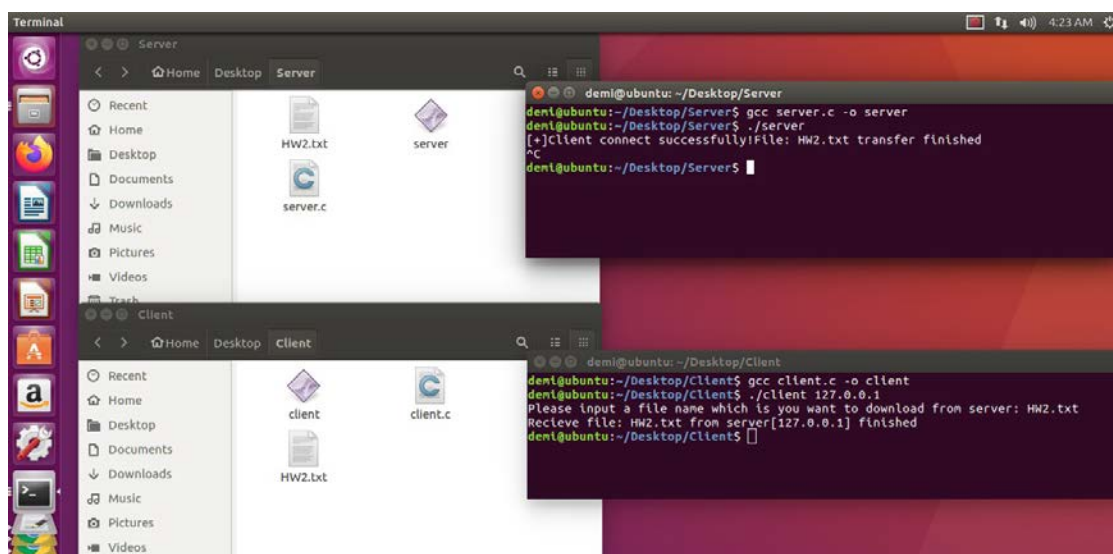 Terminal
4:23 AM
Server
Home Desktop Server
Recent
Home
Desktop
Documents
Downloads
Music
Pictures
Videos
Trash
HW2.txt
server
server.c
demi@ubuntu: ~/Desktop/Server
demi@ubuntu:~/Desktop/Server$ gcc server.c -o server
demi@ubuntu:~/Desktop/Server$ ./server
[+]Client connect successfully!File: HW2.txt transfer finished
^C
demi@ubuntu:~/Desktop/Server$
Client
Home Desktop Client
Recent
Home
Desktop
Documents
Downloads
Music
Pictures
Videos
client
client.c
HW2.txt
demi@ubuntu: ~/Desktop/Client
demi@ubuntu:~/Desktop/Client$ gcc client.c -o client
demi@ubuntu:~/Desktop/Client$ ./client 127.0.0.1
Please input a file name which is you want to download from server: HW2.txt
Recieve file: HW2.txt from server[127.0.0.1] finished
demi@ubuntu:~/Desktop/Client$